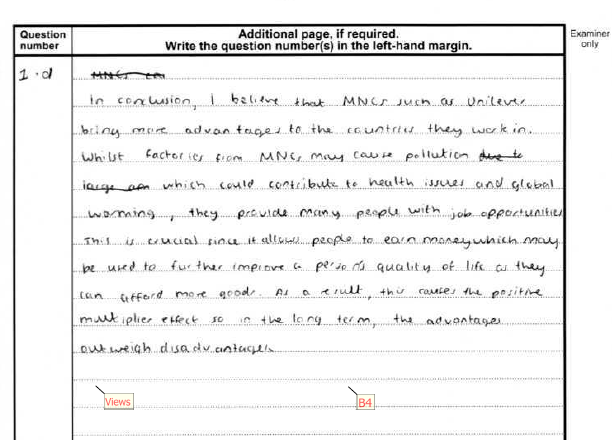 Question number
Additional page, if required.
Write the question number(s) in the left-hand margin.
Examiner only
1.d
MNCs can
In conclusion, I believe that MNCs such as Unilever
bring more advantages to the countries they work in.
Whilst factories from MNCs may cause pollution due to
large am which could contribute to health issues and global
warming, they provide many people with job opportunities
This is crucial since it allows people to earn money which may
be used to further improve a person's quality of life as they
can afford more goods. As a result, this causes the positive
multiplier effect so in the long term, the advantages
outweigh disadvantages.
Views
B4